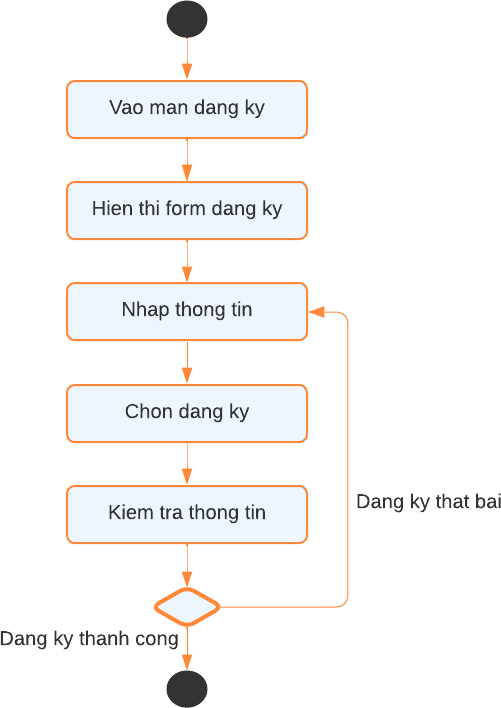 Vao man dang ky
Hien thi form dang ky
Nhap thong tin
Chon dang ky
Kiem tra thong tin
Dang ky that bai
Dang ky thanh cong